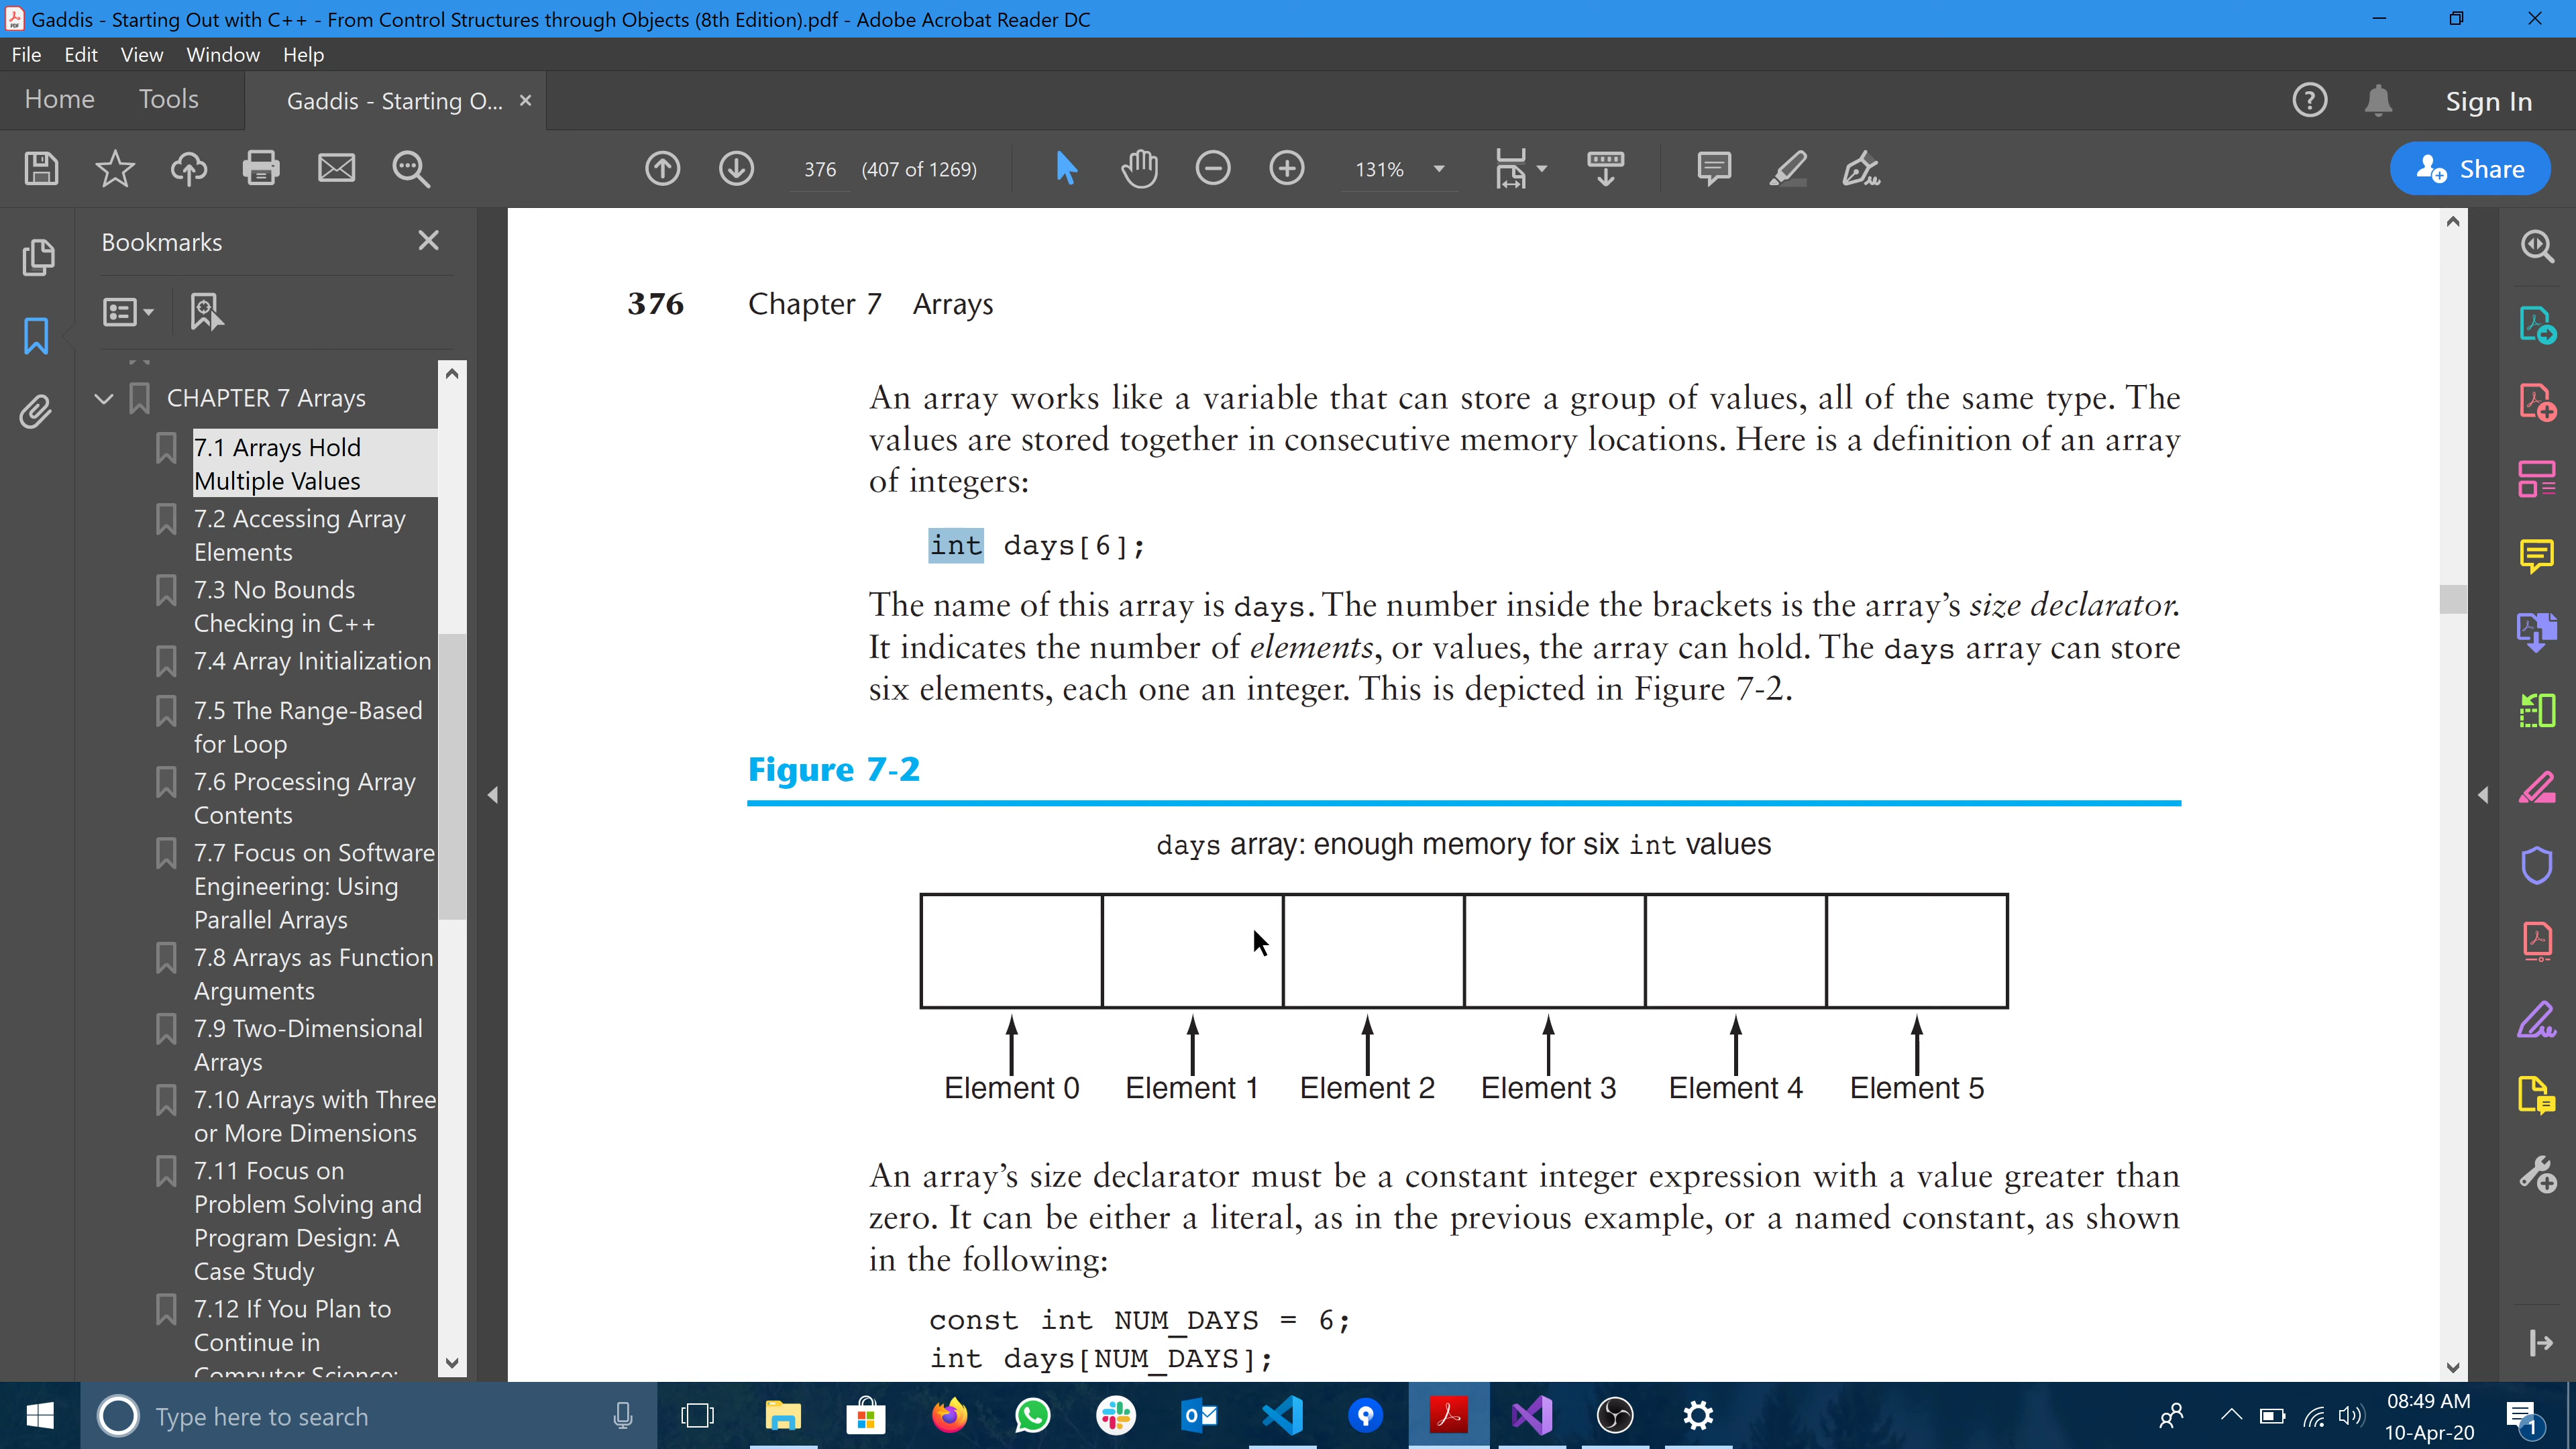 Gaddis - Starting Out with C++ - From Control Structures through Objects (8th Edition).pdf - Adobe Acrobat Reader DC
File Edit View Window Help
Home Tools Gaddis - Starting O... × Sign In
376 (407 of 1269) 131% Share
Bookmarks
CHAPTER 7 Arrays
7.1 Arrays Hold
Multiple Values
7.2 Accessing Array
Elements
7.3 No Bounds
Checking in C++
7.4 Array Initialization
7.5 The Range-Based
for Loop
7.6 Processing Array
Contents
7.7 Focus on Software
Engineering: Using
Parallel Arrays
7.8 Arrays as Function
Arguments
7.9 Two-Dimensional
Arrays
7.10 Arrays with Three
or More Dimensions
7.11 Focus on
Problem Solving and
Program Design: A
Case Study
7.12 If You Plan to
Continue in
Computer Science:
376 Chapter 7 Arrays
An array works like a variable that can store a group of values, all of the same type. The
values are stored together in consecutive memory locations. Here is a definition of an array
of integers:
int days[6];
The name of this array is days. The number inside the brackets is the array's size declarator.
It indicates the number of elements, or values, the array can hold. The days array can store
six elements, each one an integer. This is depicted in Figure 7-2.
Figure 7-2
days array: enough memory for six int values
Element 0 Element 1 Element 2 Element 3 Element 4 Element 5
An array's size declarator must be a constant integer expression with a value greater than
zero. It can be either a literal, as in the previous example, or a named constant, as shown
in the following:
const int NUM_DAYS = 6;
int days[NUM_DAYS];
Type here to search
08:49 AM
10-Apr-20
1